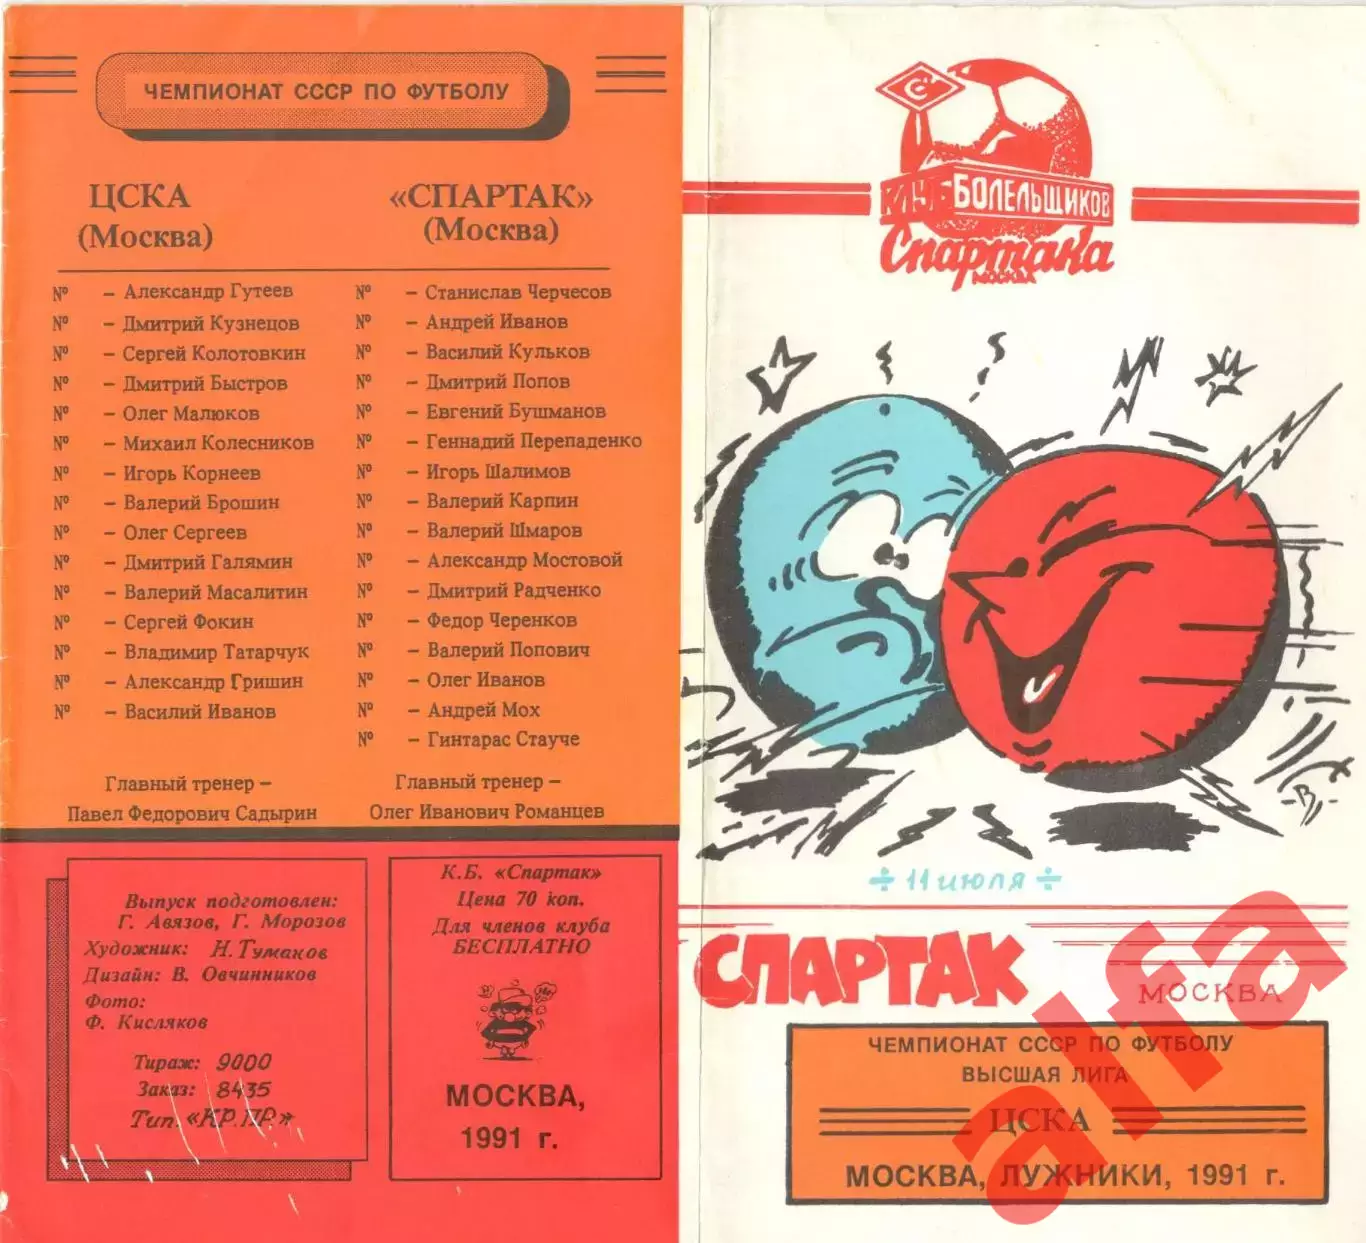 ЧЕМПИОНАТ СССР ПО ФУТБОЛУ
ЦСКА
(Москва)
№ – Александр Гутеев
№ – Дмитрий Кузнецов
№ – Сергей Колотовкин
№ – Дмитрий Быстров
№ – Олег Малюков
№ – Михаил Колесников
№ – Игорь Корнеев
№ – Валерий Брошин
№ – Олег Сергеев
№ – Дмитрий Галямин
№ – Валерий Масалитин
№ – Сергей Фокин
№ – Владимир Татарчук
№ – Александр Гришин
№ – Василий Иванов
Главный тренер –
Павел Федорович Садырин
«СПАРТАК»
(Москва)
№ – Станислав Черчесов
№ – Андрей Иванов
№ – Василий Кульков
№ – Дмитрий Попов
№ – Евгений Бушманов
№ – Геннадий Перепаденко
№ – Игорь Шалимов
№ – Валерий Карпин
№ – Валерий Шмаров
№ – Александр Мостовой
№ – Дмитрий Радченко
№ – Федор Черенков
№ – Валерий Попович
№ – Олег Иванов
№ – Андрей Мох
№ – Гинтарас Стауче
Главный тренер –
Олег Иванович Романцев
Выпуск подготовлен:
Г. Авязов, Г. Морозов
Художник: Н. Туманов
Дизайн: В. Овчинников
Фото:
Ф. Кисляков
Тираж: 9000
Заказ: 8435
Тип. «КР.ПР.»
К.Б. «Спартак»
Цена 70 коп.
Для членов клуба
БЕСПЛАТНО
МОСКВА,
1991 г.
С
КЛУБ БОЛЕЛЬЩИКОВ
Спартака
МОСКВА
÷ 11 июля ÷
СПАРТАК
МОСКВА
ЧЕМПИОНАТ СССР ПО ФУТБОЛУ
ВЫСШАЯ ЛИГА
ЦСКА
МОСКВА, ЛУЖНИКИ, 1991 г.
alfa